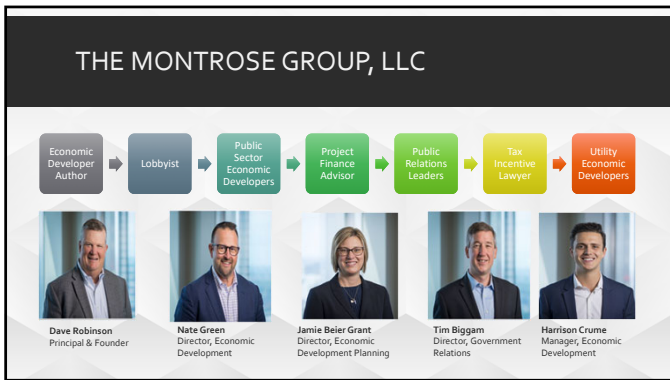 THE MONTROSE GROUP, LLC
Economic
Developer
Author
Lobbyist
Public
Sector
Economic
Developers
Project
Finance
Advisor
Public
Relations
Leaders
Tax
Incentive
Lawyer
Utility
Economic
Developers
Dave Robinson
Principal & Founder
Nate Green
Director, Economic
Development
Jamie Beier Grant
Director, Economic
Development Planning
Tim Biggam
Director, Government
Relations
Harrison Crume
Manager, Economic
Development